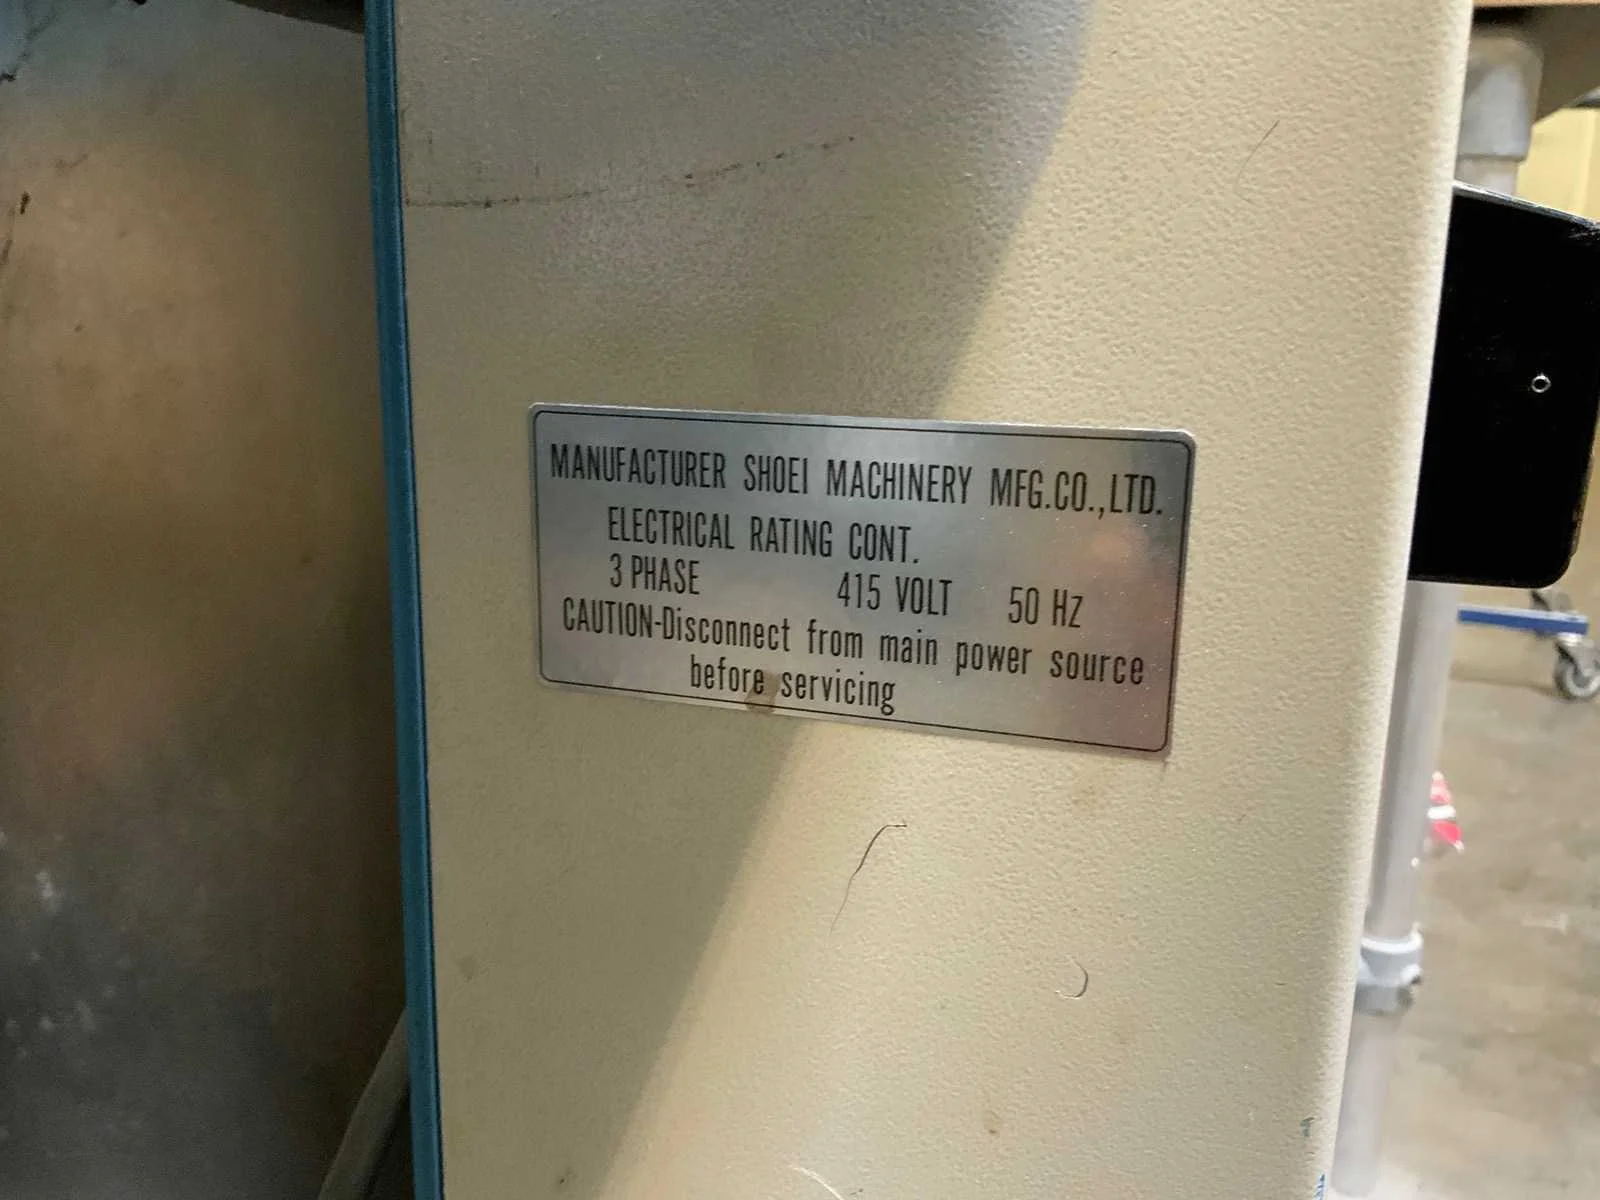 MANUFACTURER SHOEI MACHINERY MFG.CO.,LTD.
ELECTRICAL RATING CONT.
3 PHASE 415 VOLT 50 HZ
CAUTION-Disconnect from main power source
before servicing